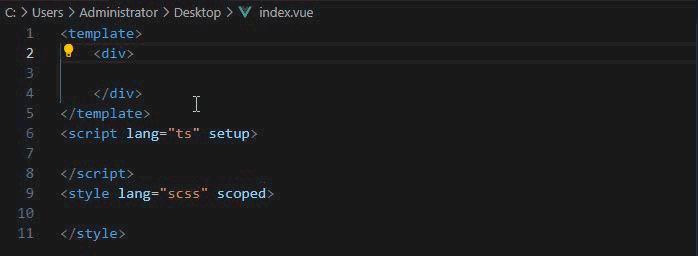 C: > Users > Administrator > Desktop > index.vue
1 <template>
2 <div>
3
4 </div>
5 </template>
6 <script lang="ts" setup>
7
8 </script>
9 <style lang="scss" scoped>
10
11 </style>